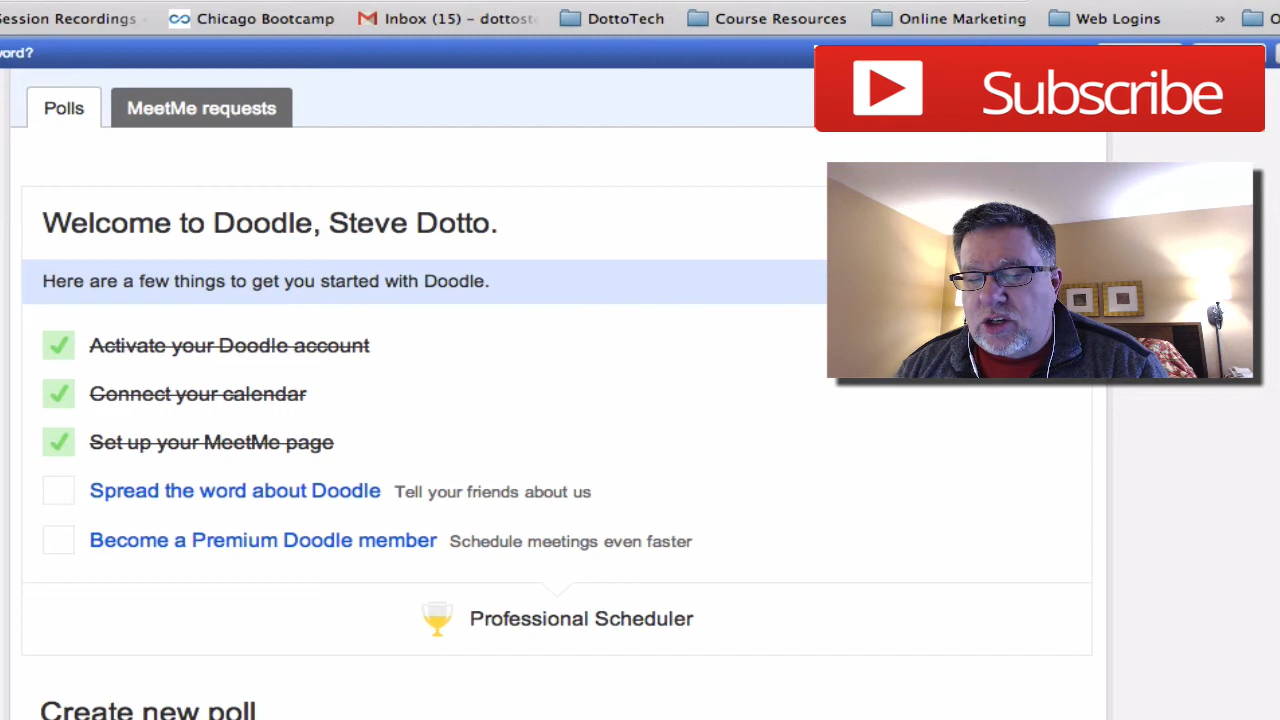 ession Recordings
Chicago Bootcamp
Inbox (15) – dottoste
DottoTech
Course Resources
Online Marketing
Web Logins
»
word?
Subscribe
Polls
MeetMe requests
Welcome to Doodle, Steve Dotto.
Here are a few things to get you started with Doodle.
Activate your Doodle account
Connect your calendar
Set up your MeetMe page
Spread the word about Doodle Tell your friends about us
Become a Premium Doodle member Schedule meetings even faster
Professional Scheduler
Create new poll